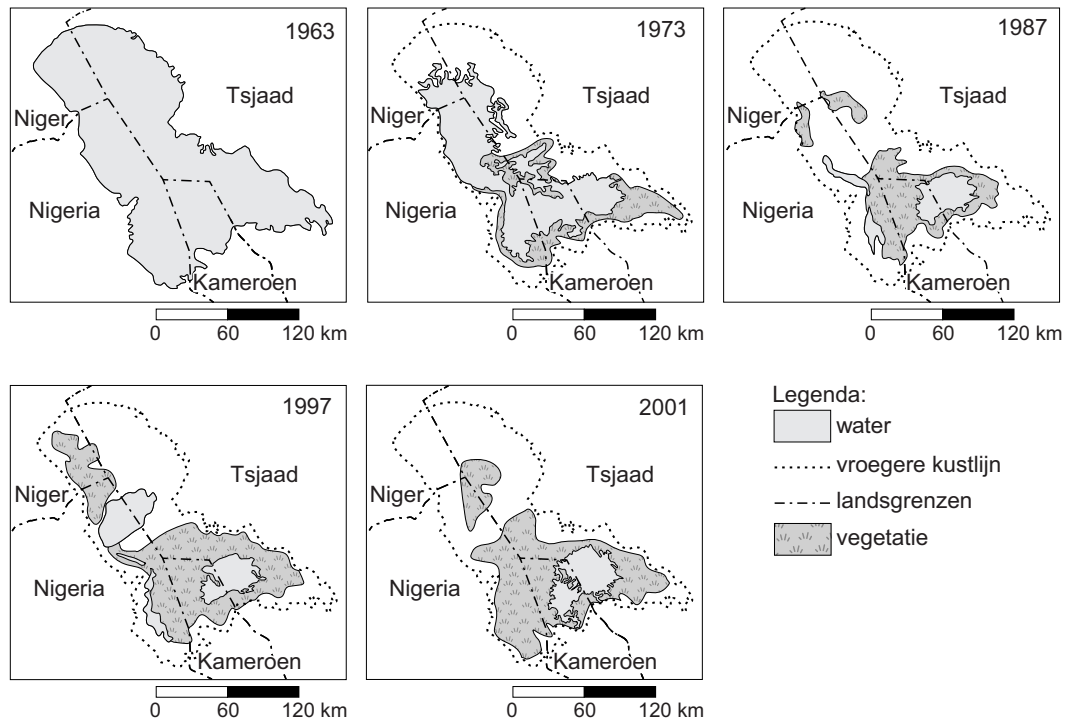 1963
Tsjaad
Niger
Nigeria
Kameroen
0 60 120 km
1973
Tsjaad
Niger
Nigeria
Kameroen
0 60 120 km
1987
Tsjaad
Niger
Nigeria
Kameroen
0 60 120 km
1997
Tsjaad
Niger
Nigeria
Kameroen
0 60 120 km
2001
Tsjaad
Niger
Nigeria
Kameroen
0 60 120 km
Legenda:
water
vroegere kustlijn
landsgrenzen
vegetatie